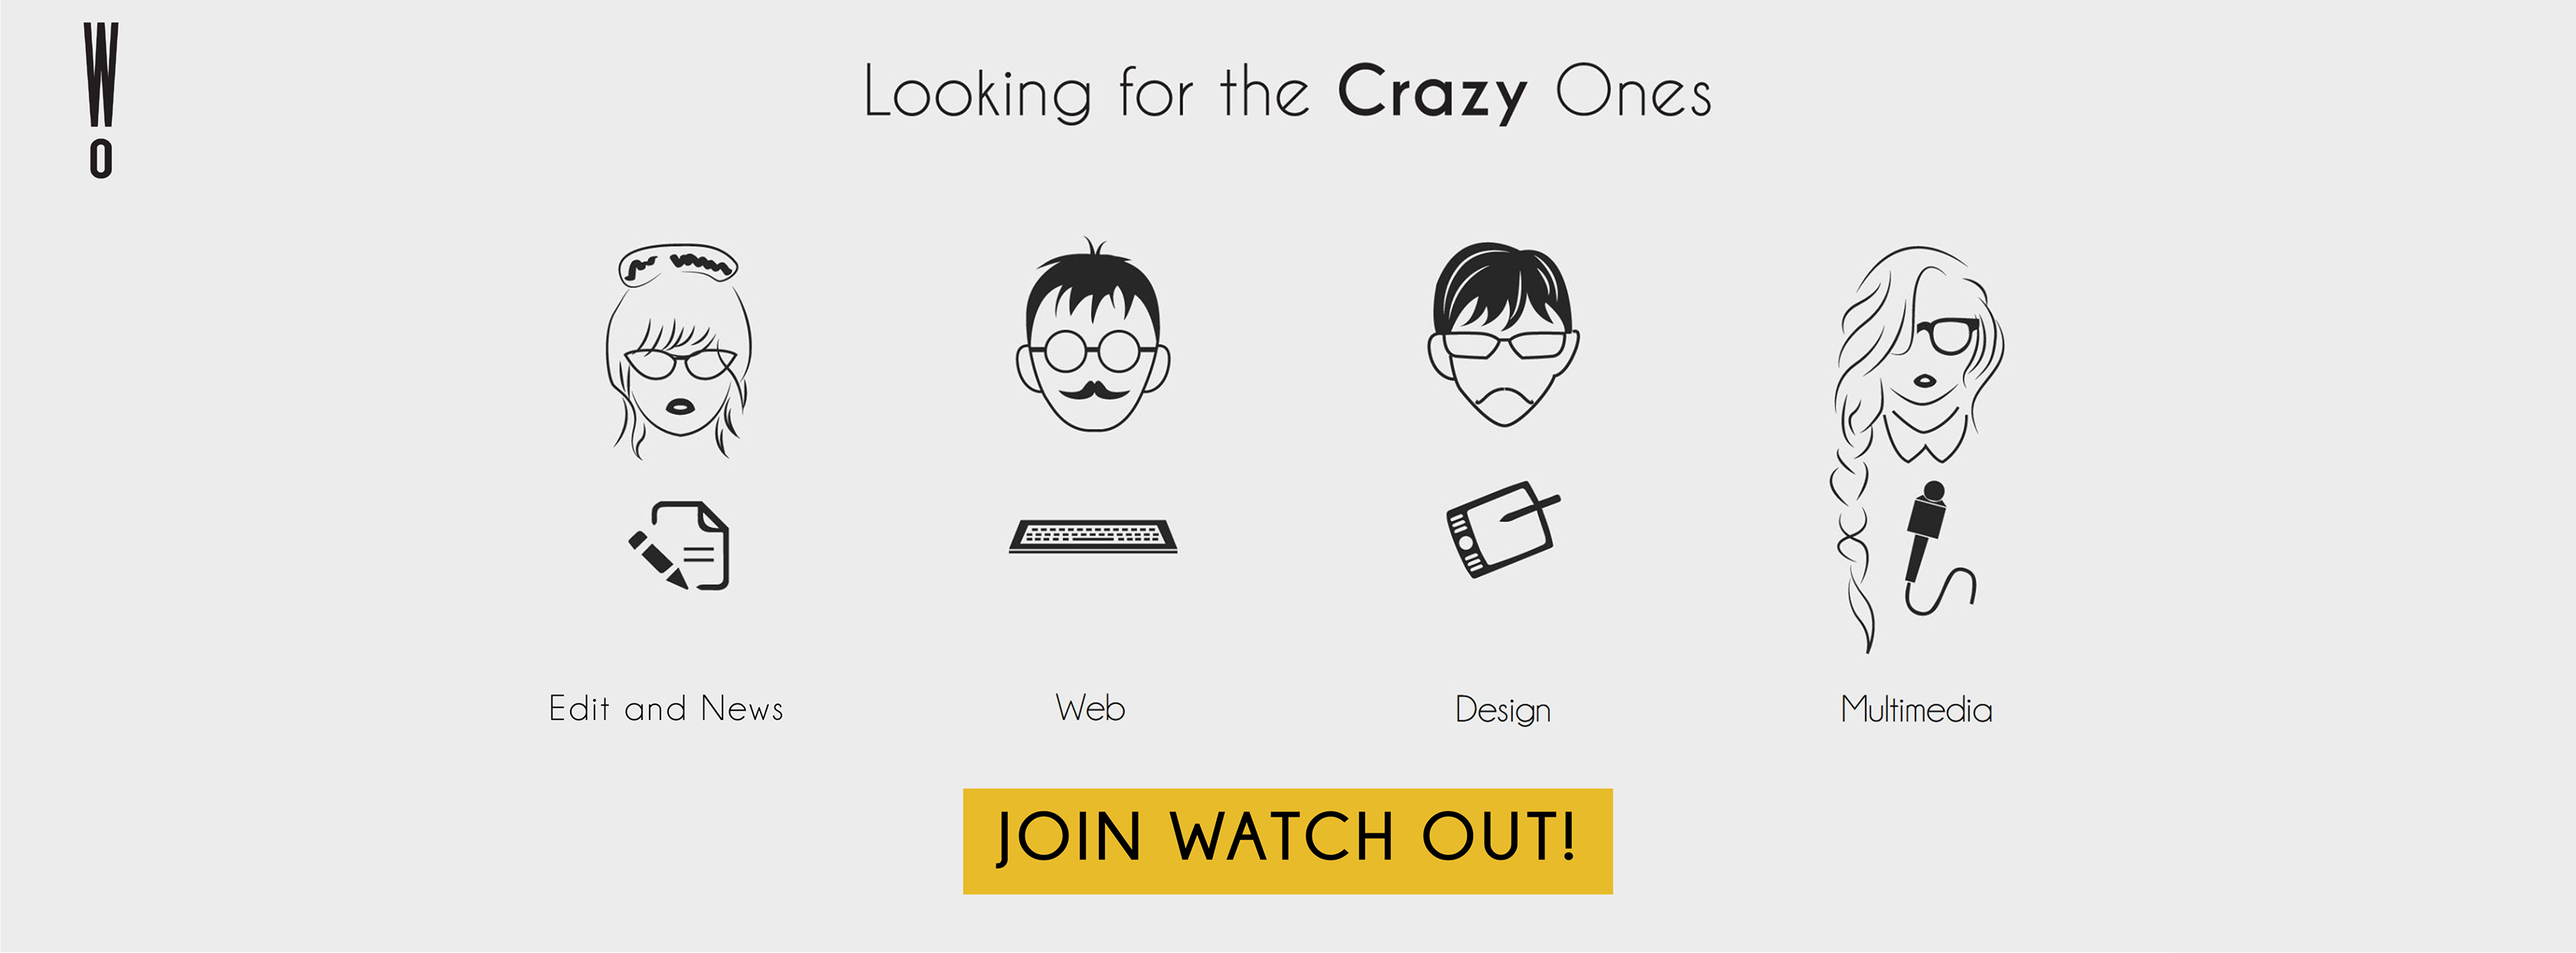 W
O
Looking for the Crazy Ones
Edit and News
Web
Design
Multimedia
JOIN WATCH OUT!